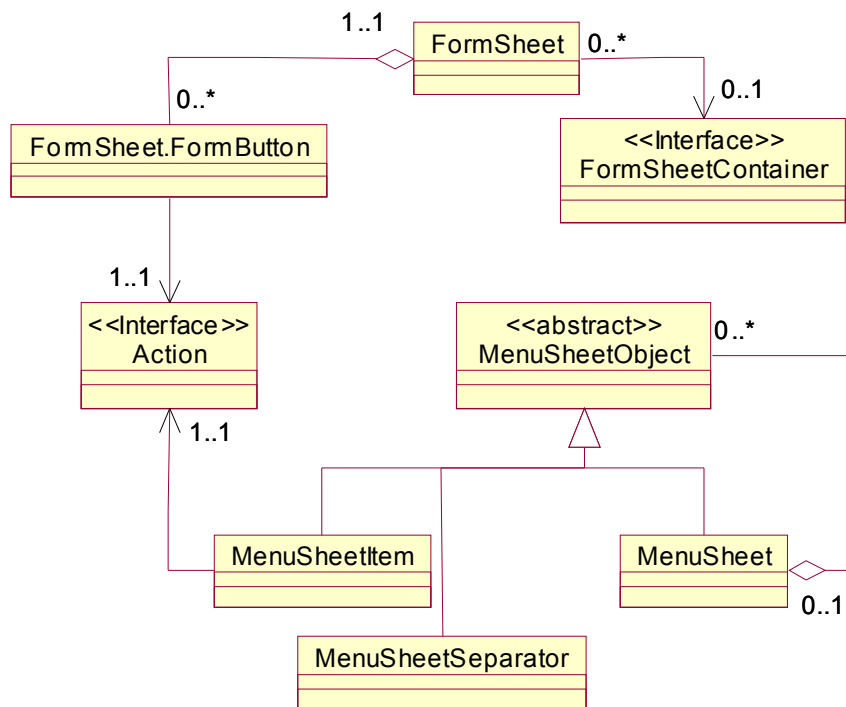 1..1
FormSheet
0..*
0..*
0..1
FormSheet.FormButton
<<Interface>>
FormSheetContainer
1..1
<<Interface>>
Action
<<abstract>>
MenuSheetObject
0..*
1..1
MenuSheetItem
MenuSheet
0..1
MenuSheetSeparator